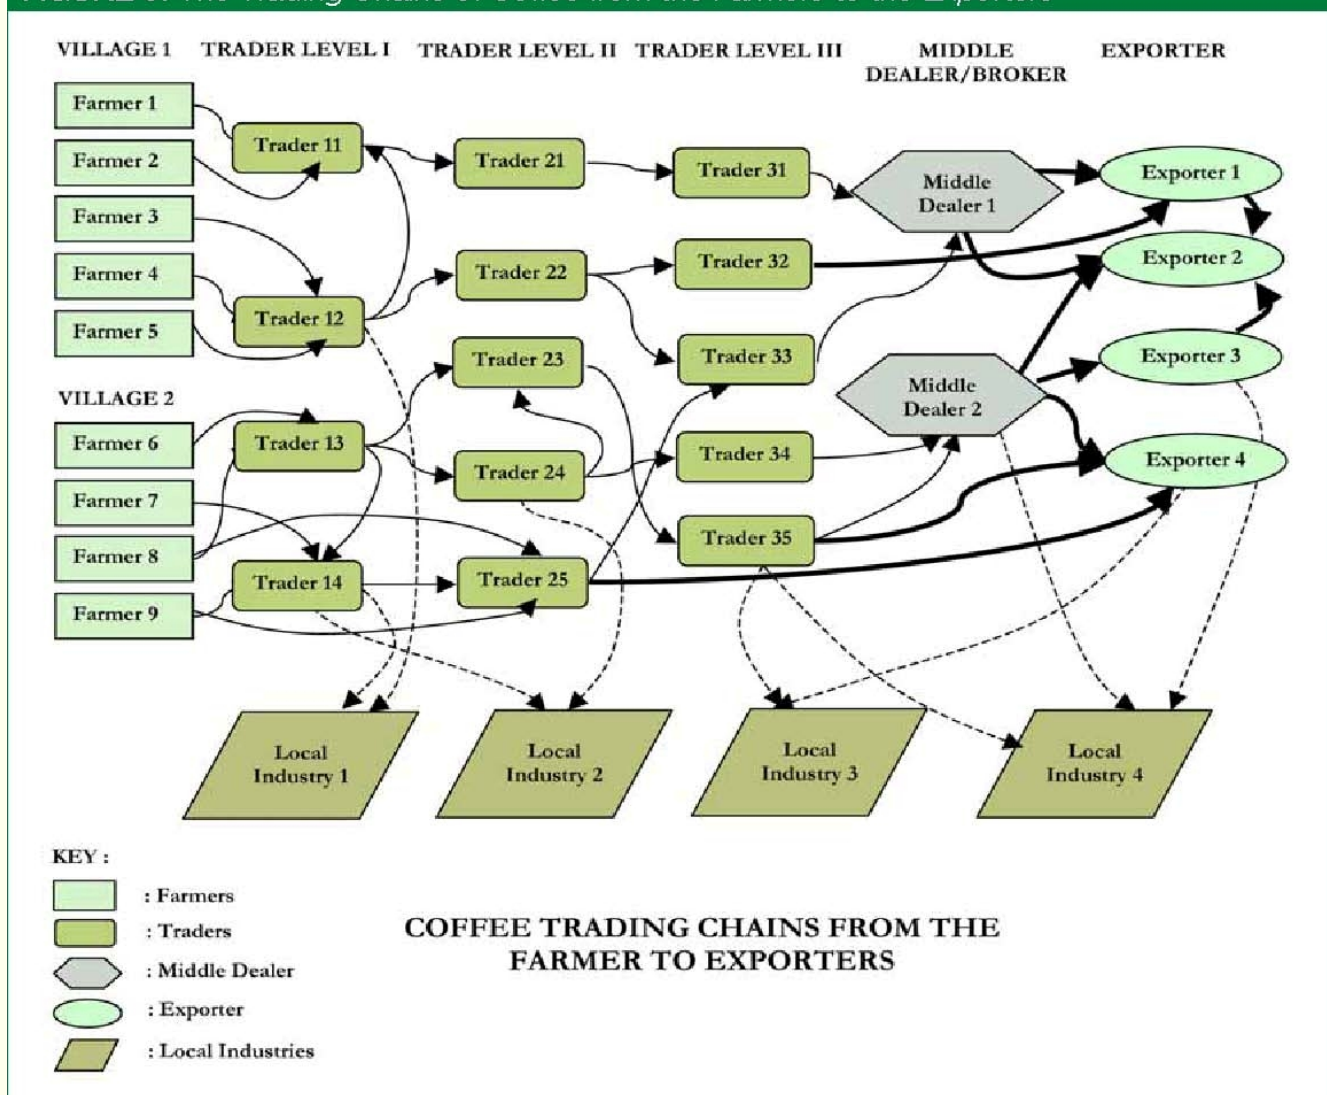 VILLAGE 1
TRADER LEVEL I
TRADER LEVEL II
TRADER LEVEL III
MIDDLE
DEALER/BROKER
EXPORTER
Farmer 1
Farmer 2
Farmer 3
Farmer 4
Farmer 5
VILLAGE 2
Farmer 6
Farmer 7
Farmer 8
Farmer 9
Trader 11
Trader 12
Trader 13
Trader 14
Trader 21
Trader 22
Trader 23
Trader 24
Trader 25
Trader 31
Trader 32
Trader 33
Trader 34
Trader 35
Middle
Dealer 1
Middle
Dealer 2
Exporter 1
Exporter 2
Exporter 3
Exporter 4
Local
Industry 1
Local
Industry 2
Local
Industry 3
Local
Industry 4
KEY :
: Farmers
: Traders
: Middle Dealer
: Exporter
: Local Industries
COFFEE TRADING CHAINS FROM THE
FARMER TO EXPORTERS